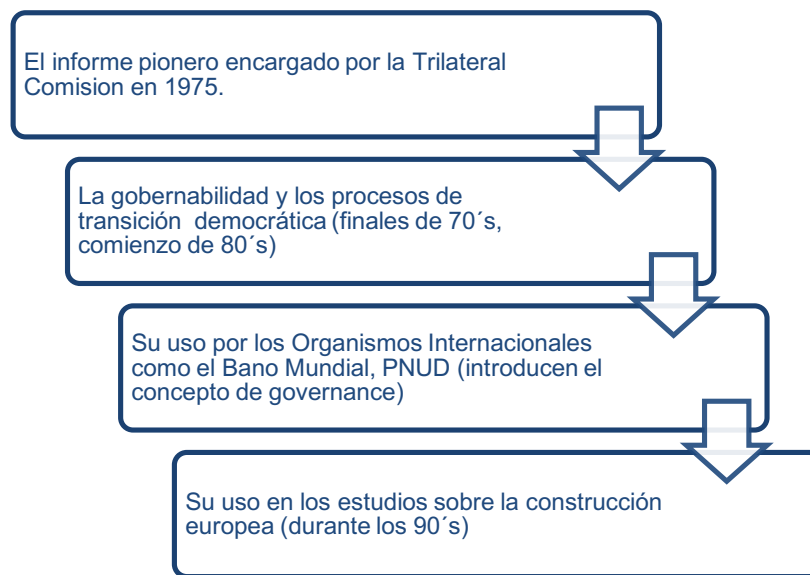 El informe pionero encargado por la Trilateral
Comision en 1975.
La gobernabilidad y los procesos de
transición democrática (finales de 70´s,
comienzo de 80´s)
Su uso por los Organismos Internacionales
como el Bano Mundial, PNUD (introducen el
concepto de governance)
Su uso en los estudios sobre la construcción
europea (durante los 90´s)